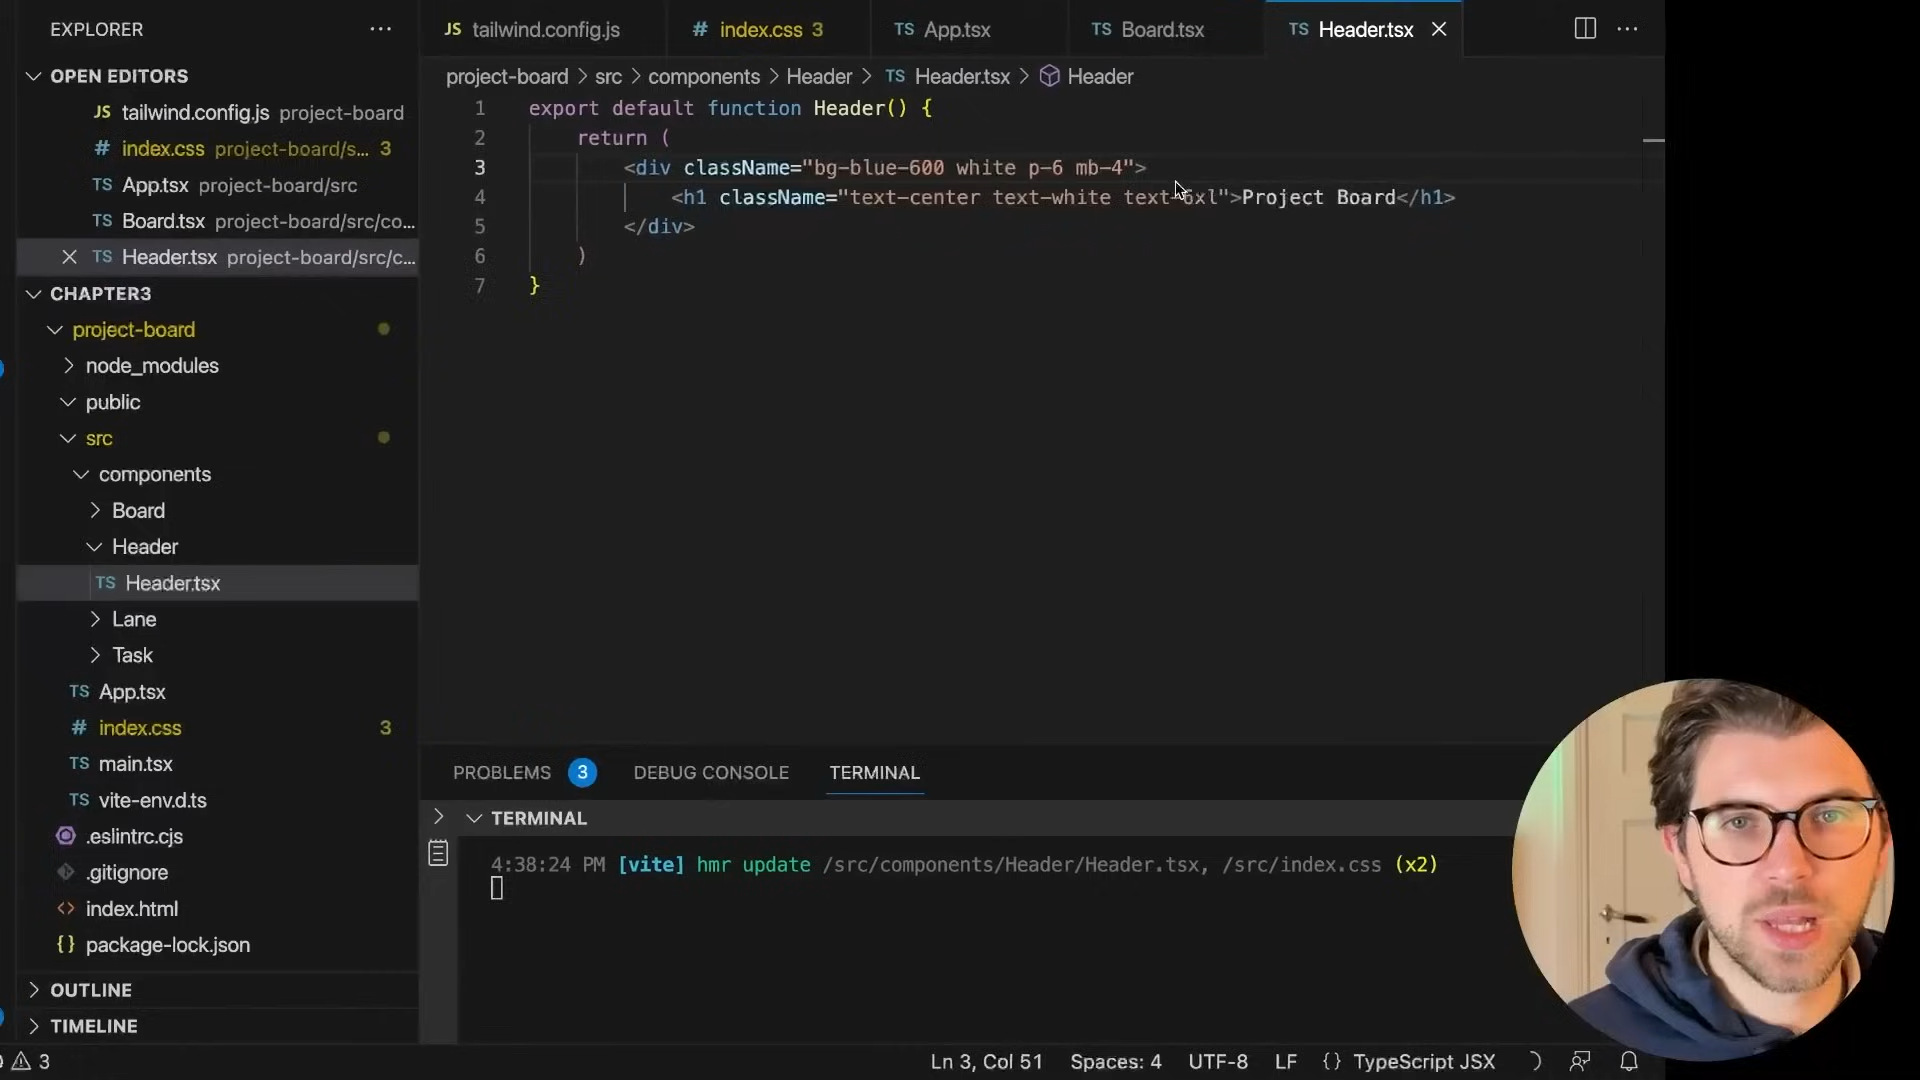 EXPLORER
OPEN EDITORS
JS tailwind.config.js project-board
# index.css project-board/s... 3
TS App.tsx project-board/src
TS Board.tsx project-board/src/co...
TS Header.tsx project-board/src/c...
CHAPTER3
project-board
node_modules
public
src
components
Board
Header
TS Header.tsx
Lane
Task
TS App.tsx
# index.css 3
TS main.tsx
TS vite-env.d.ts
.eslintrc.cjs
.gitignore
<> index.html
{} package-lock.json
OUTLINE
TIMELINE
JS tailwind.config.js # index.css 3 TS App.tsx TS Board.tsx TS Header.tsx
project-board > src > components > Header > TS Header.tsx > Header
1 export default function Header() {
2 return (
3 <div className="bg-blue-600 white p-6 mb-4">
4 <h1 className="text-center text-white text-6xl">Project Board</h1>
5 </div>
6 )
7 }
PROBLEMS 3 DEBUG CONSOLE TERMINAL
TERMINAL
4:38:24 PM [vite] hmr update /src/components/Header/Header.tsx, /src/index.css (x2)
3 Ln 3, Col 51 Spaces: 4 UTF-8 LF {} TypeScript JSX